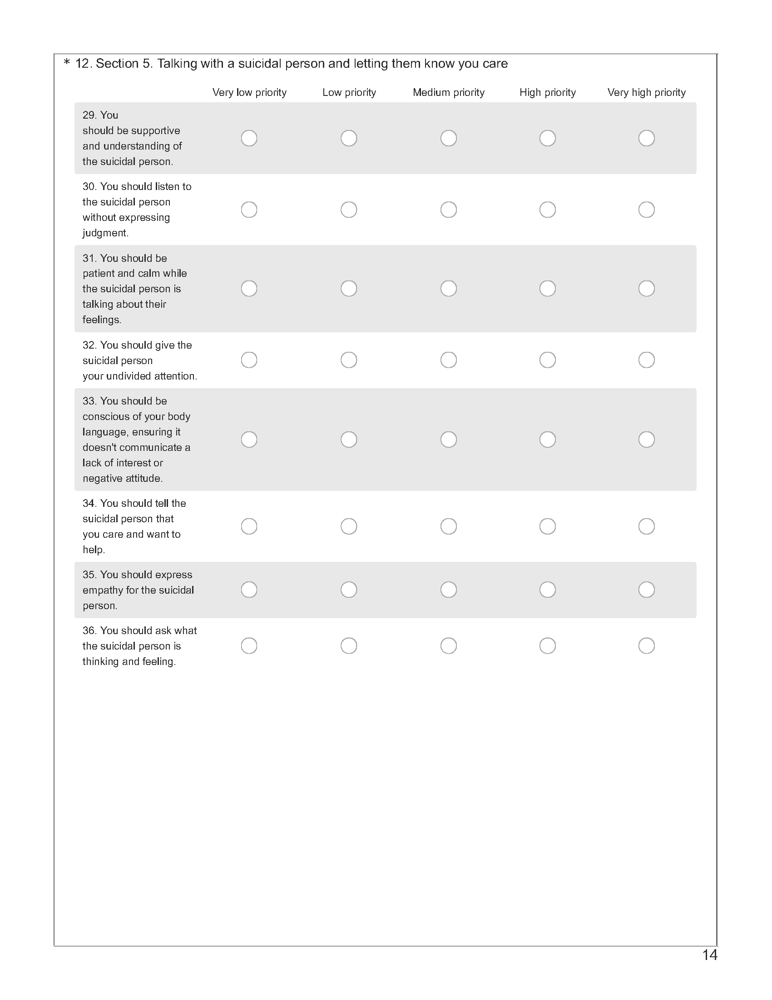 * 12. Section 5. Talking with a suicidal person and letting them know you care
Very low priority Low priority Medium priority High priority Very high priority
29. You
should be supportive
and understanding of
the suicidal person.
30. You should listen to
the suicidal person
without expressing
judgment.
31. You should be
patient and calm while
the suicidal person is
talking about their
feelings.
32. You should give the
suicidal person
your undivided attention.
33. You should be
conscious of your body
language, ensuring it
doesn't communicate a
lack of interest or
negative attitude.
34. You should tell the
suicidal person that
you care and want to
help.
35. You should express
empathy for the suicidal
person.
36. You should ask what
the suicidal person is
thinking and feeling.
14